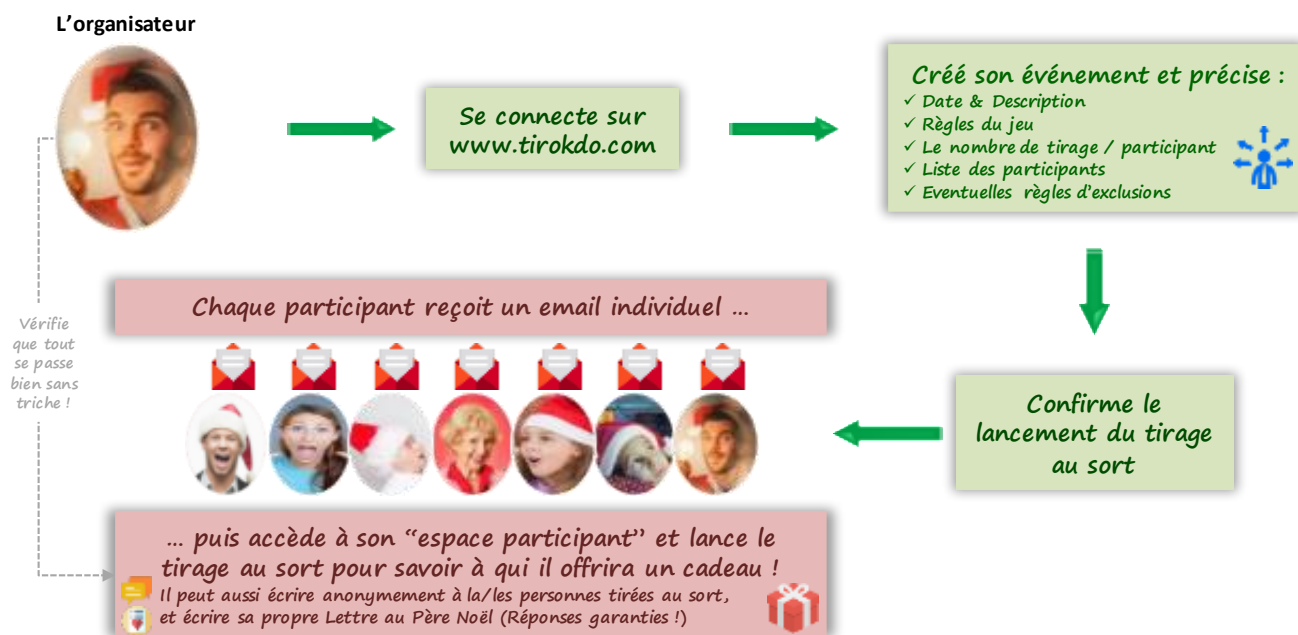 L'organisateur
Se connecte sur
www.tirokdo.com
Créé son événement et précise :
✓ Date & Description
✓ Règles du jeu
✓ Le nombre de tirage / participant
✓ Liste des participants
✓ Eventuelles règles d'exclusions
Confirme le
lancement du tirage
au sort
Chaque participant reçoit un email individuel ...
Vérifie
que tout
se passe
bien sans
triche !
... puis accède à son “espace participant” et lance le
tirage au sort pour savoir à qui il offrira un cadeau !
Il peut aussi écrire anonymement à la/les personnes tirées au sort,
et écrire sa propre Lettre au Père Noël (Réponses garanties !)